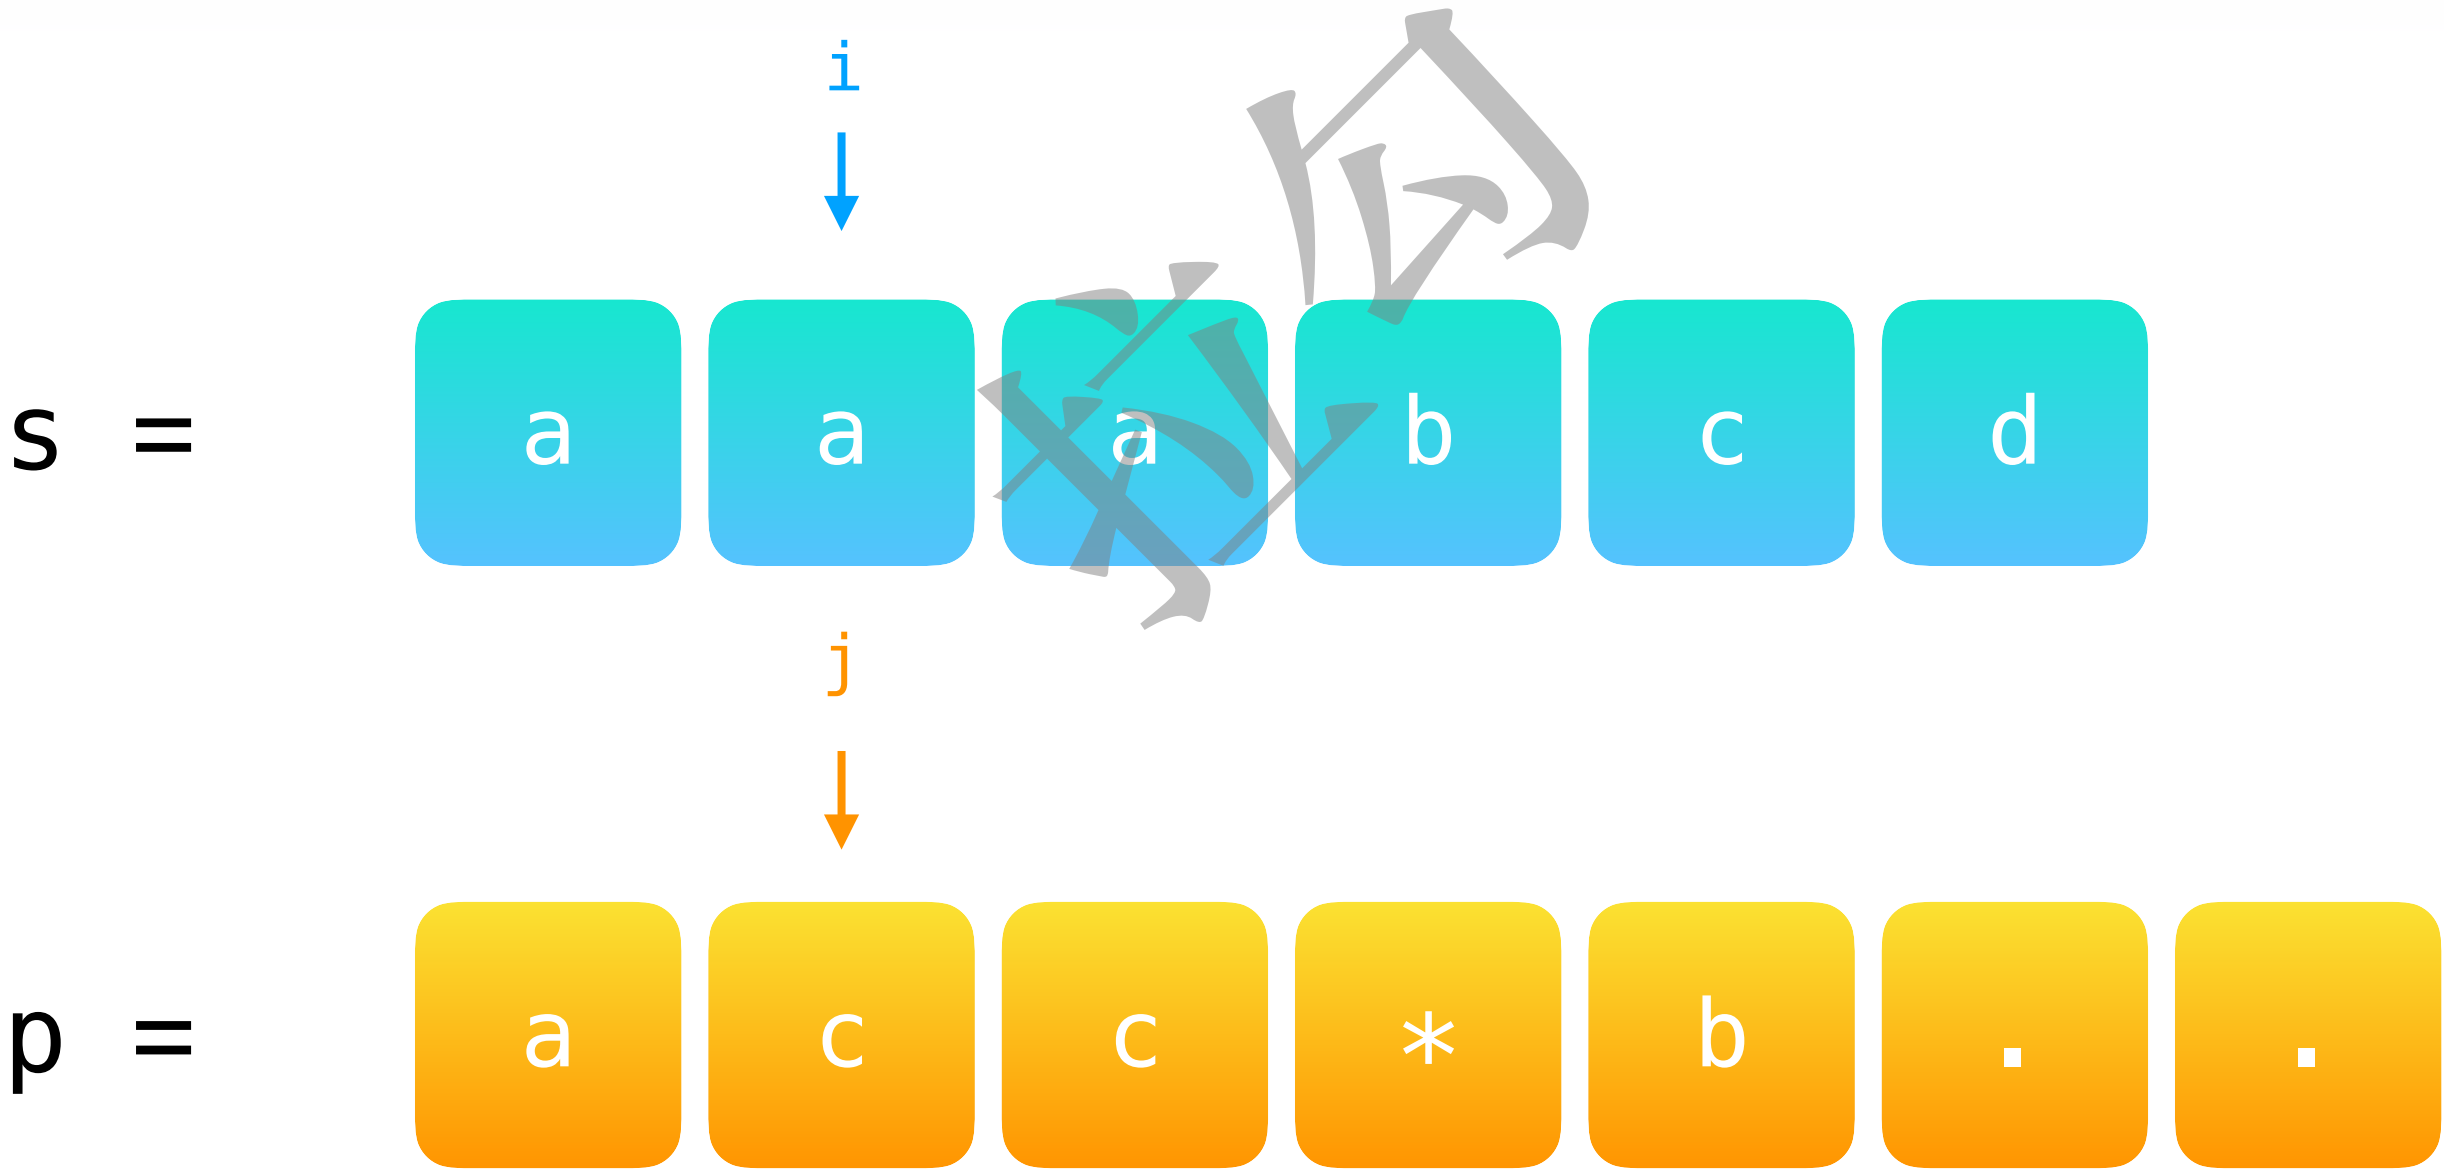 i
s = a a a b c d
j
p = a c c * b . .